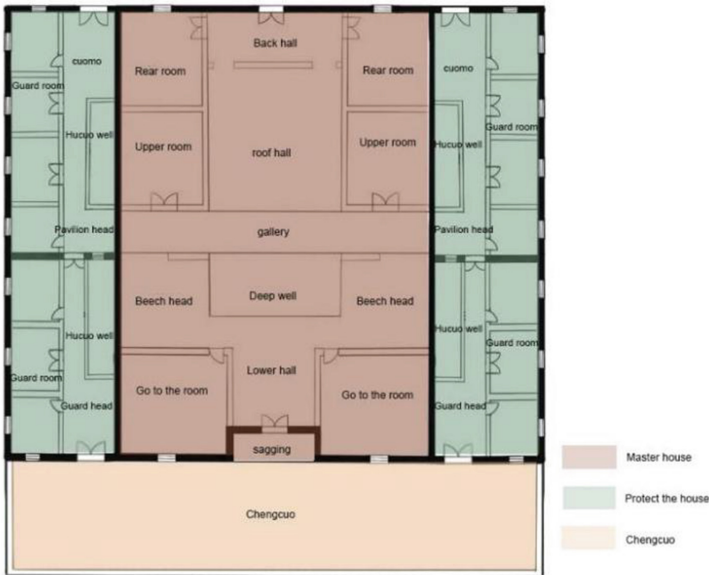 Back hall
cuomo
Rear room
Rear room
cuomo
Guard room
Hucuo well
Upper room
roof hall
Upper room
Hucuo well
Guard room
Pavilion head
gallery
Pavilion head
Beech head
Deep well
Beech head
Hucuo well
Hucuo well
Guard room
Guard room
Go to the room
Lower hall
Go to the room
Guard head
Guard head
sagging
Chengcuo
Master house
Protect the house
Chengcuo